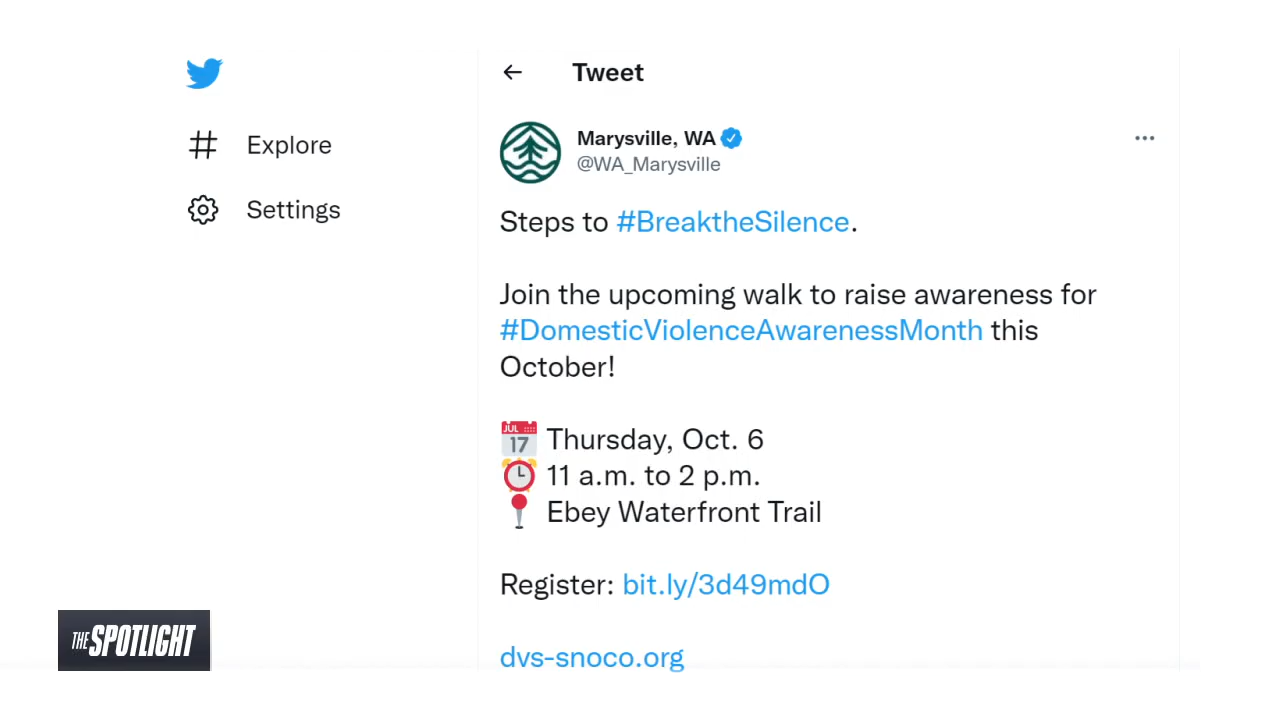 Tweet
Explore
Settings
Marysville, WA
@WA_Marysville
Steps to #BreaktheSilence.
Join the upcoming walk to raise awareness for
#DomesticViolenceAwarenessMonth this
October!
JUL
17
Thursday, Oct. 6
11 a.m. to 2 p.m.
Ebey Waterfront Trail
Register: bit.ly/3d49mdO
dvs-snoco.org
THE SPOTLIGHT